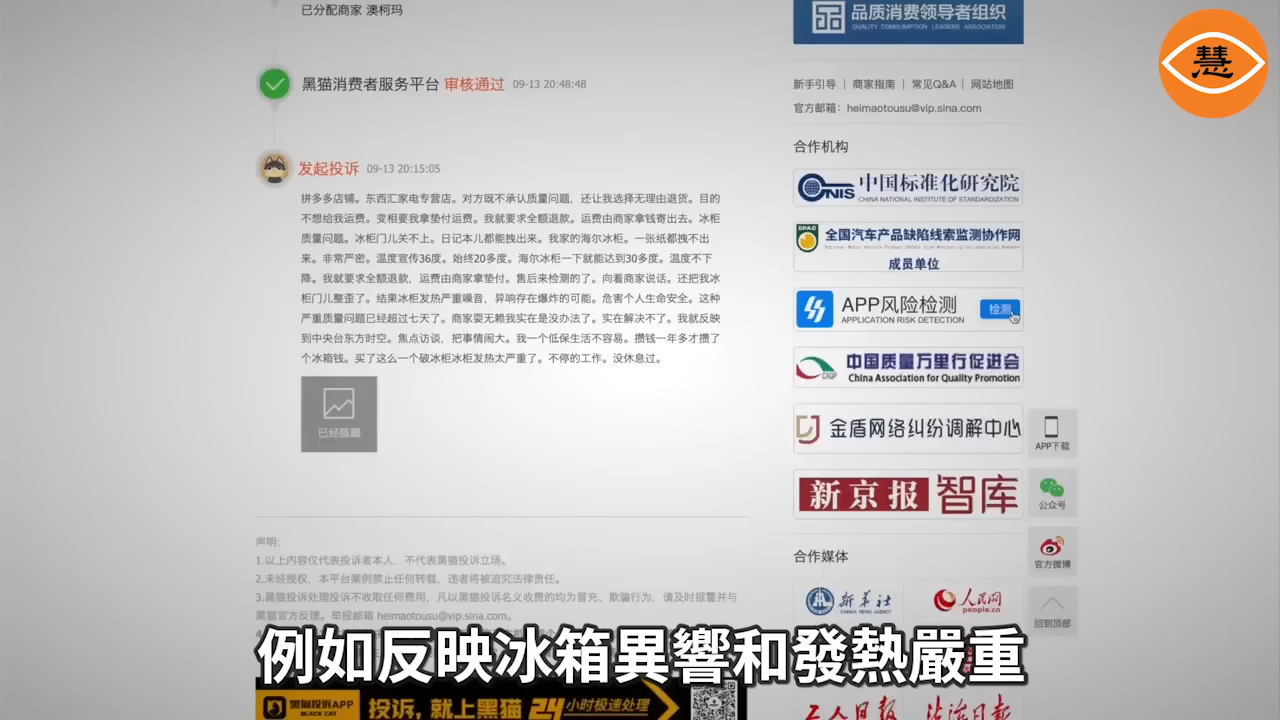 已分配商家 澳柯玛
黑猫消费者服务平台 审核通过 09-13 20:48:48
发起投诉 09-13 20:15:05
拼多多店铺。东西汇家电专营店。对方既不承认质量问题，还让我选择无理由退货。目的
不想给我运费。变相要我拿垫付运费。我就要求全额退款。运费由商家拿钱寄出去。冰柜
质量问题。冰柜门儿关不上。日记本儿都能拽出来。我家的海尔冰柜。一张纸都拽不出
来。非常严密。温度宣传36度。始终20多度。海尔冰柜一下就能达到30多度。温度不下
降。我就要求全额退款，运费由商家拿垫付。售后来检测的了。向着商家说话。还把我冰
柜门儿整歪了。结果冰柜发热严重噪音，异响存在爆炸的可能。危害个人生命安全。这种
严重质量问题已经超过七天了。商家耍无赖我实在是没办法了。实在解决不了。我就反映
到中央台东方时空。焦点访谈，把事情闹大。我一个低保生活不容易。攒钱一年多才攒了
个冰箱钱。买了这么一个破冰柜冰柜发热太严重了。不停的工作。没休息过。
已经隐藏
声明:
1.以上内容仅代表投诉者本人，不代表黑猫投诉立场。
2.未经授权，本平台案例禁止任何转载，违者将被追究法律责任。
3.黑猫投诉处理投诉不收取任何费用，凡以黑猫投诉名义收费的均为冒充、欺骗行为，请及时报警并与
黑猫官方反馈。举报邮箱 heimaotousu@vip.sina.com。
例如反映冰箱異響和發熱嚴重
黑猫投诉APP
BLACK CAT
投诉，就上黑猫 24小时极速处理
品质消费领导者组织
QUALITY COMSUMPTION LEADERS ASSOCIATION
新手引导 | 商家指南 | 常见Q&A | 网站地图
官方邮箱：heimaotousu@vip.sina.com
合作机构
CNIS 中国标准化研究院
CHINA NATIONAL INSTITUTE OF STANDARDIZATION
DPAC 全国汽车产品缺陷线索监测协作网
成员单位
APP风险检测
APPLICATION RISK DETECTION
检测
中国质量万里行促进会
CAQP China Association for Quality Promotion
金盾网络纠纷调解中心
新京报智库
合作媒体
新华社
XINHUA NEWS AGENCY
人民网
people.cn
工人日报 法治日报
APP下载
公众号
官方微博
回到顶部
慧